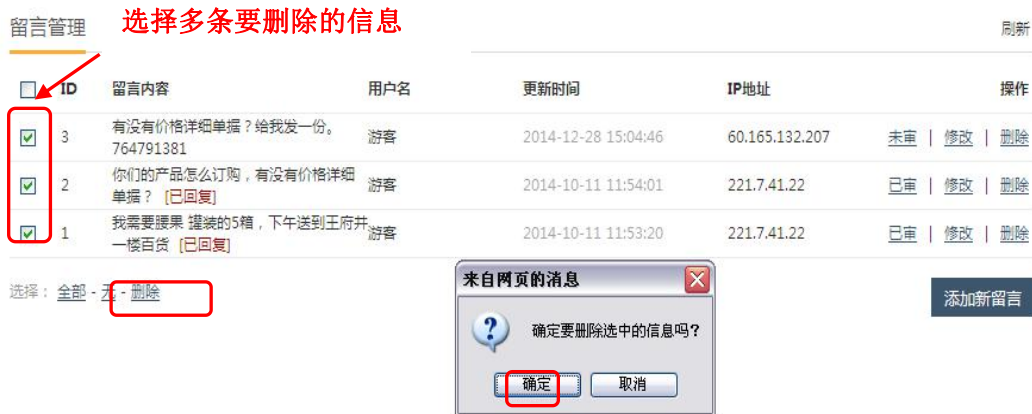 留言管理
选择多条要删除的信息
刷新
ID 留言内容 用户名 更新时间 IP地址 操作
3 有没有价格详细单据?给我发一份。 游客 2014-12-28 15:04:46 60.165.132.207 未审 | 修改 | 删除
764791381
2 你们的产品怎么订购,有没有价格详细 游客 2014-10-11 11:54:01 221.7.41.22 已审 | 修改 | 删除
单据? [已回复]
1 我需要腰果 罐装的5箱,下午送到王府井 游客 2014-10-11 11:53:20 221.7.41.22 已审 | 修改 | 删除
一楼百货 [已回复]
选择: 全部 - 无 - 删除
添加新留言
来自网页的消息
确定要删除选中的信息吗?
确定 取消